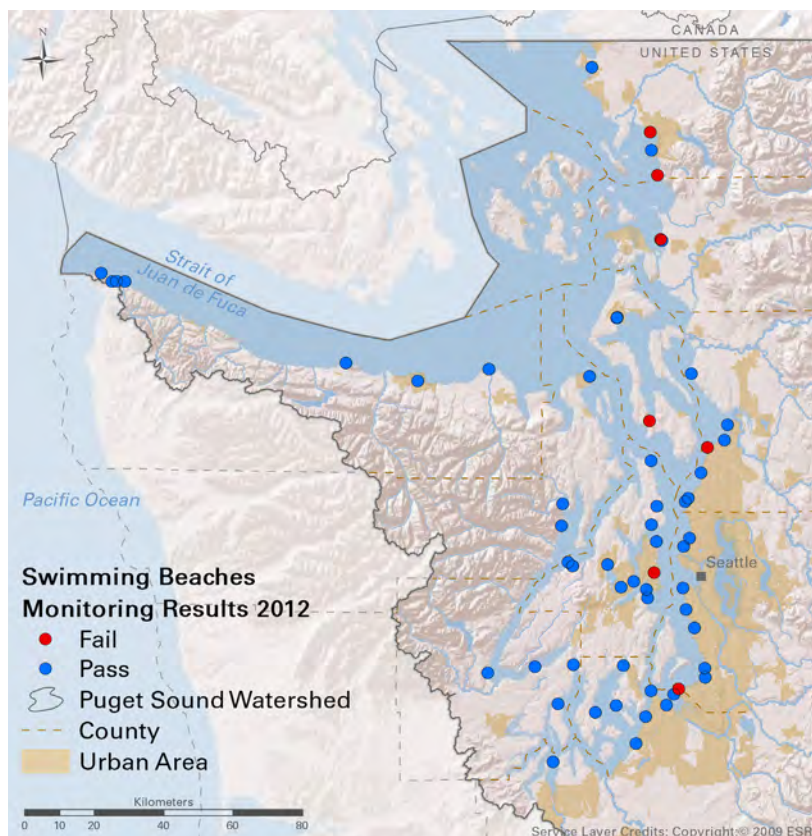 N
CANADA
UNITED STATES
Strait of
Juan de Fuca
Pacific Ocean
Seattle
Swimming Beaches
Monitoring Results 2012
Fail
Pass
Puget Sound Watershed
County
Urban Area
Kilometers
0 10 20 40 60 80
Service Layer Credits: Copyright © 2009 ESRI